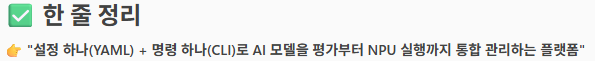 ✅ 한 줄 정리
👉 "설정 하나(YAML) + 명령 하나(CLI)로 AI 모델을 평가부터 NPU 실행까지 통합 관리하는 플랫폼"